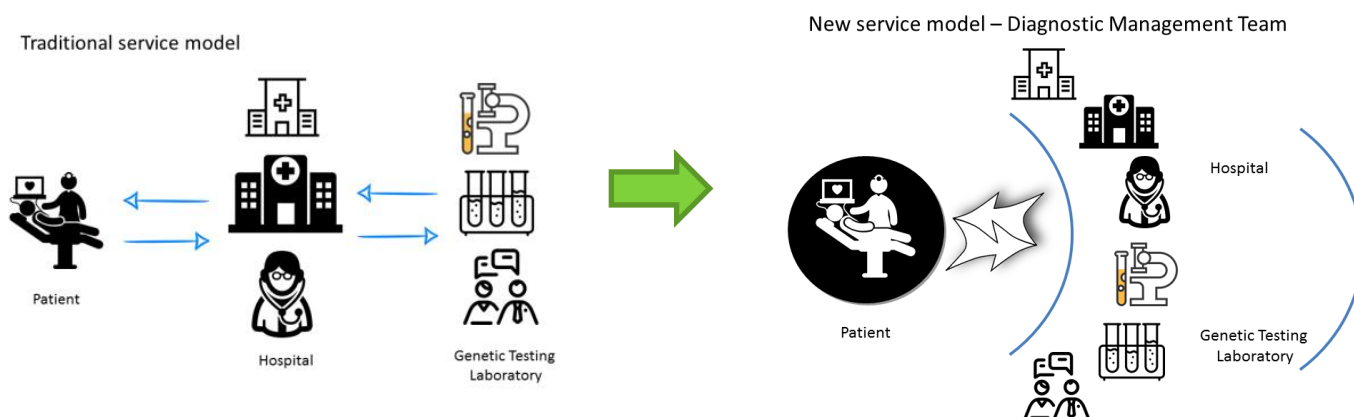 Traditional service model
Patient
Hospital
Genetic Testing
Laboratory
New service model – Diagnostic Management Team
Patient
Hospital
Genetic Testing
Laboratory